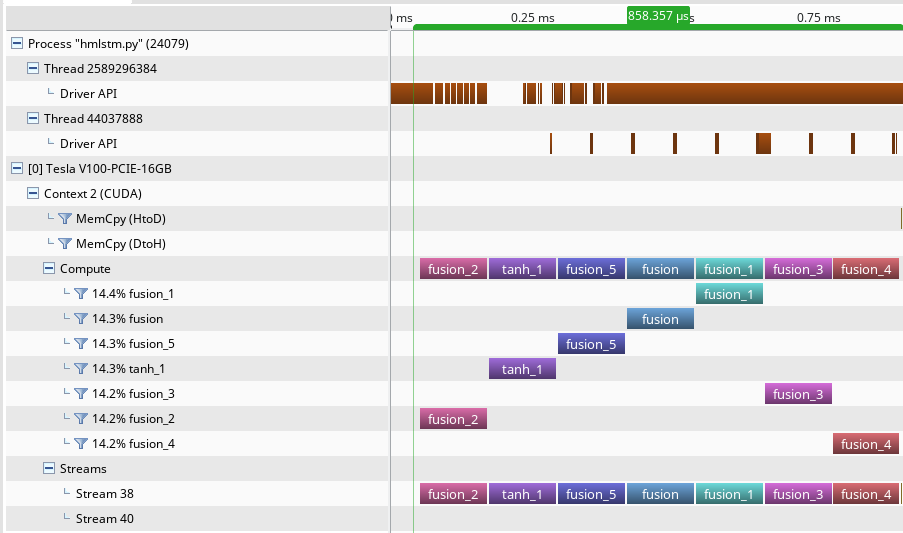 ms 0.25 ms 858.357 µs s 0.75 ms
Process "hmlstm.py" (24079)
Thread 2589296384
Driver API
Thread 44037888
Driver API
[0] Tesla V100-PCIE-16GB
Context 2 (CUDA)
MemCpy (HtoD)
MemCpy (DtoH)
Compute fusion_2 tanh_1 fusion_5 fusion fusion_1 fusion_3 fusion_4
14.4% fusion_1 fusion_1
14.3% fusion fusion
14.3% fusion_5 fusion_5
14.3% tanh_1 tanh_1
14.2% fusion_3 fusion_3
14.2% fusion_2 fusion_2
14.2% fusion_4 fusion_4
Streams
Stream 38 fusion_2 tanh_1 fusion_5 fusion fusion_1 fusion_3 fusion_4
Stream 40